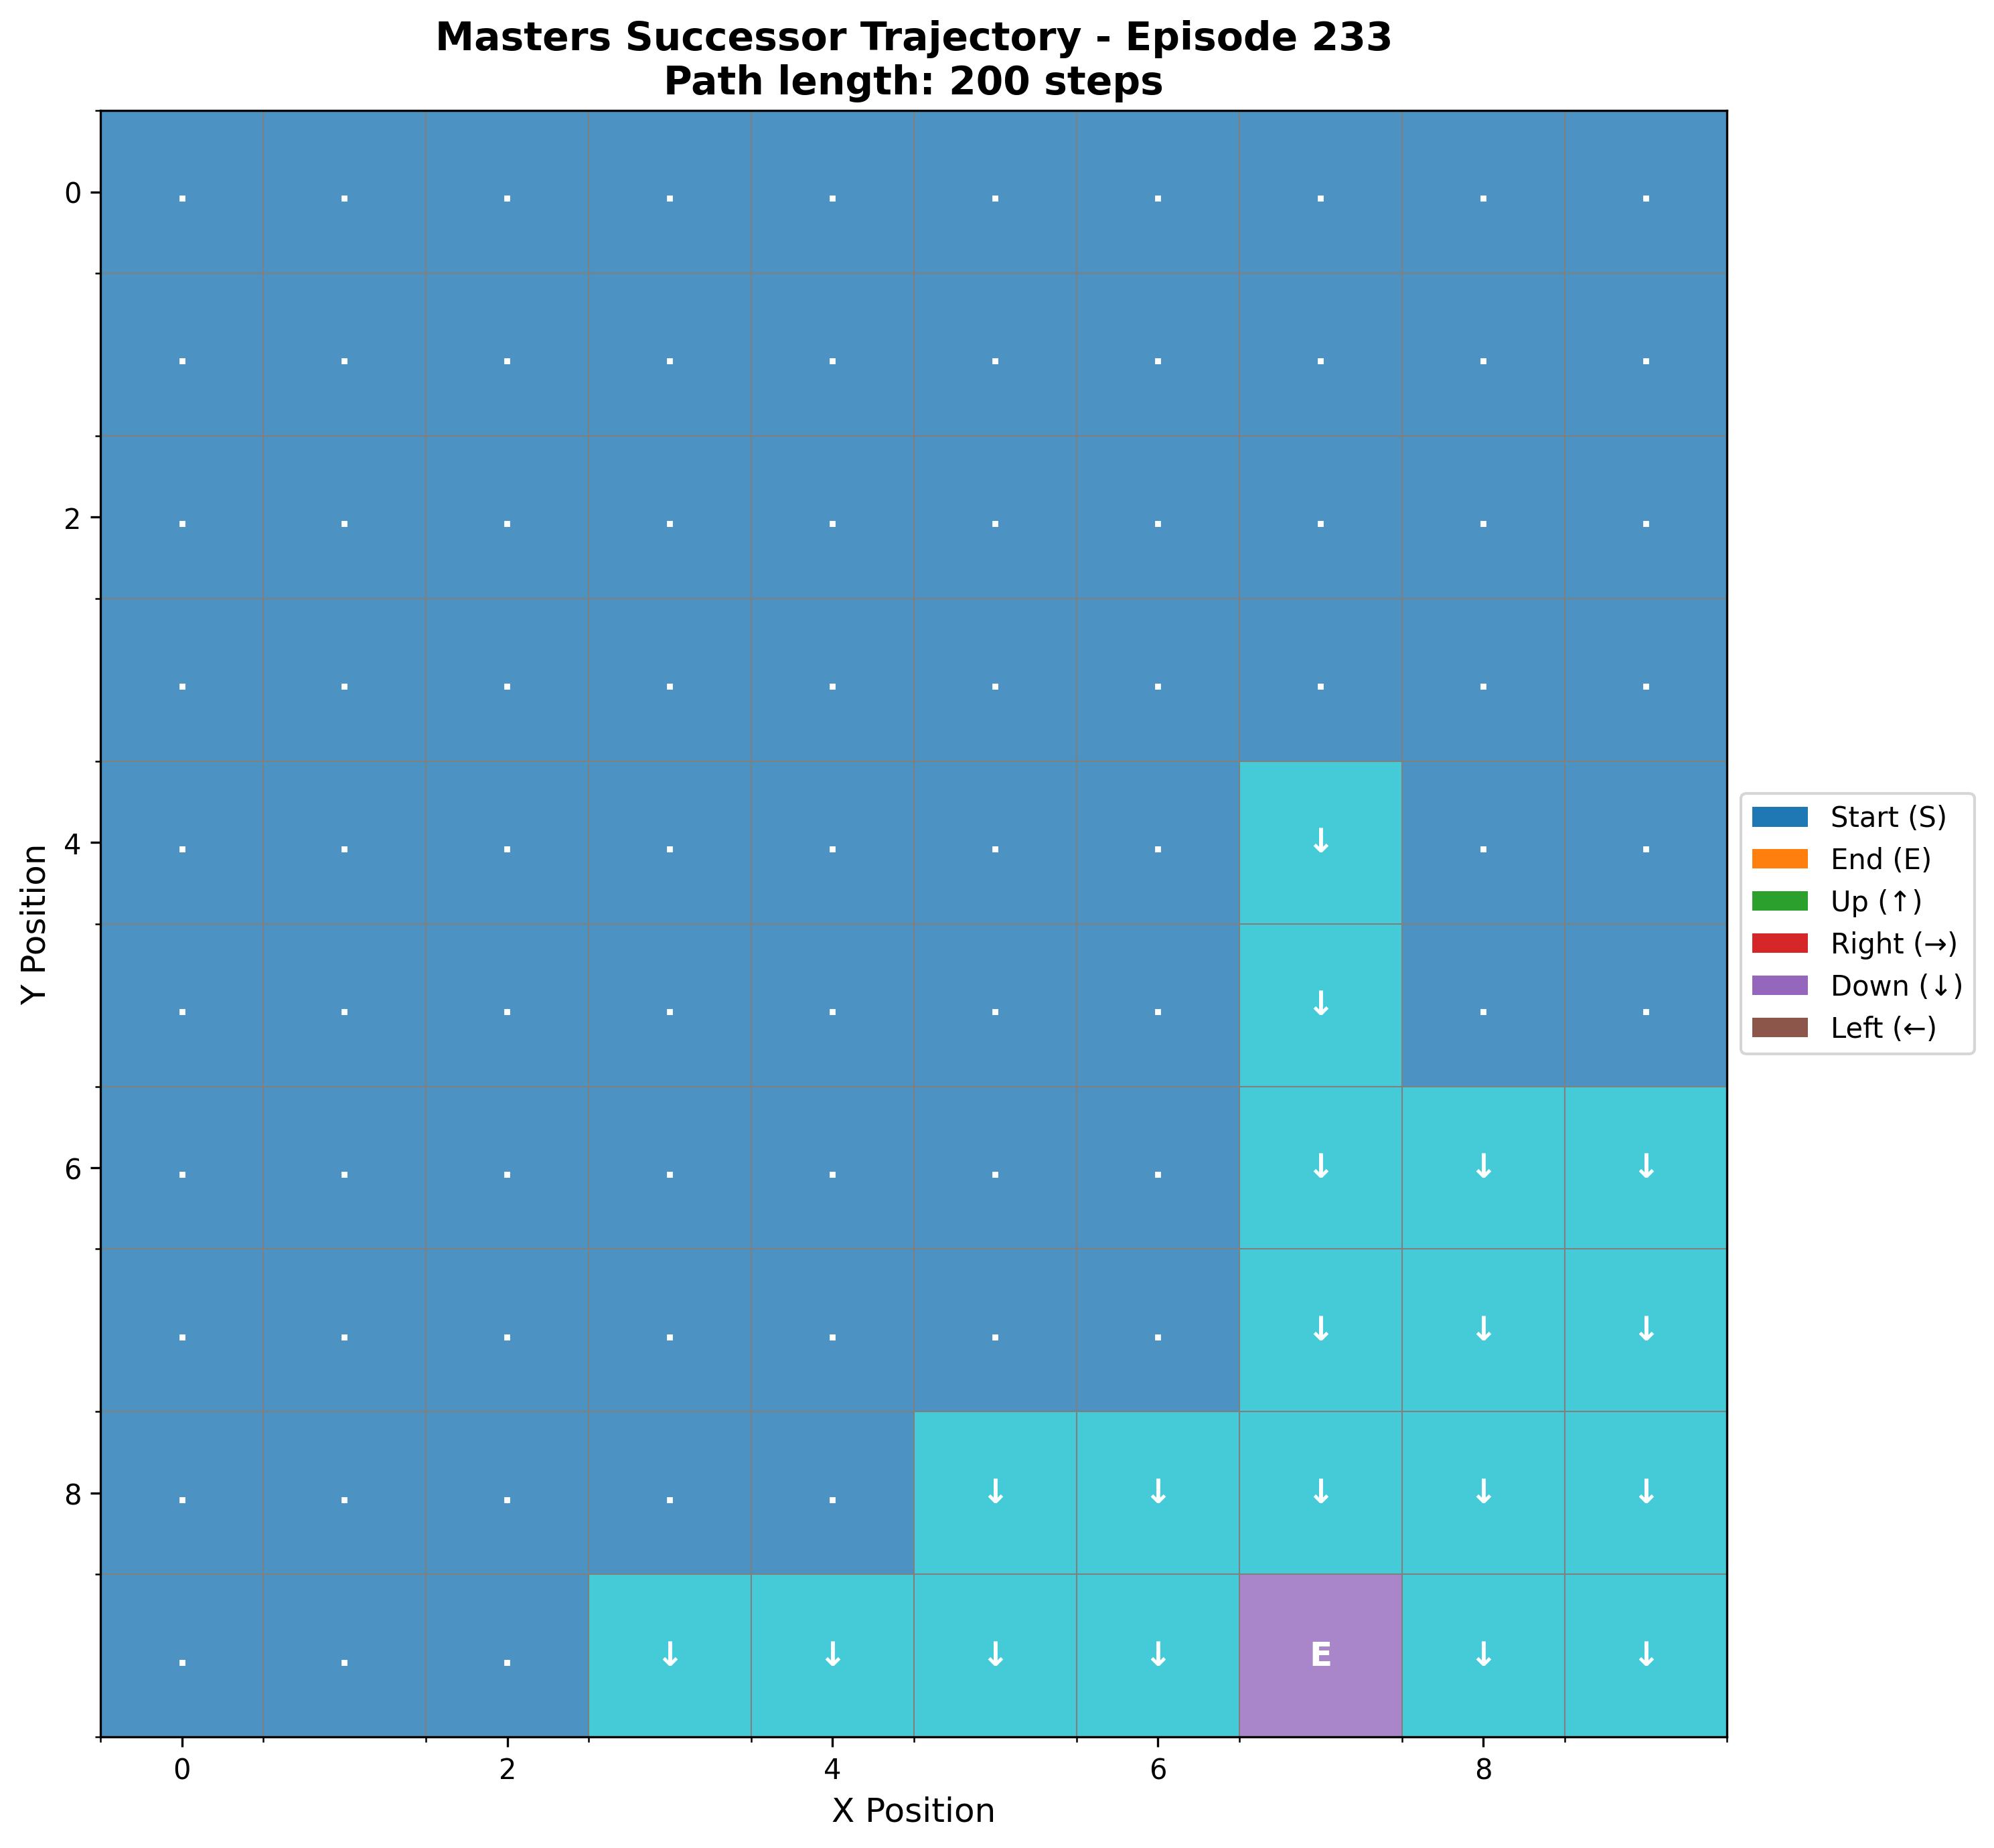 Masters Successor Trajectory - Episode 233
Path length: 200 steps
0
. . . . . . . . . .
. . . . . . . . . .
2
. . . . . . . . . .
. . . . . . . . . .
4
. . . . . . . ↓ . .
. . . . . . . ↓ . .
6
. . . . . . . ↓ ↓ ↓
. . . . . . . ↓ ↓ ↓
8
. . . . . ↓ ↓ ↓ ↓ ↓
. . . ↓ ↓ ↓ ↓ E ↓ ↓
0 2 4 6 8
X Position
Y Position
Start (S)
End (E)
Up (↑)
Right (→)
Down (↓)
Left (←)